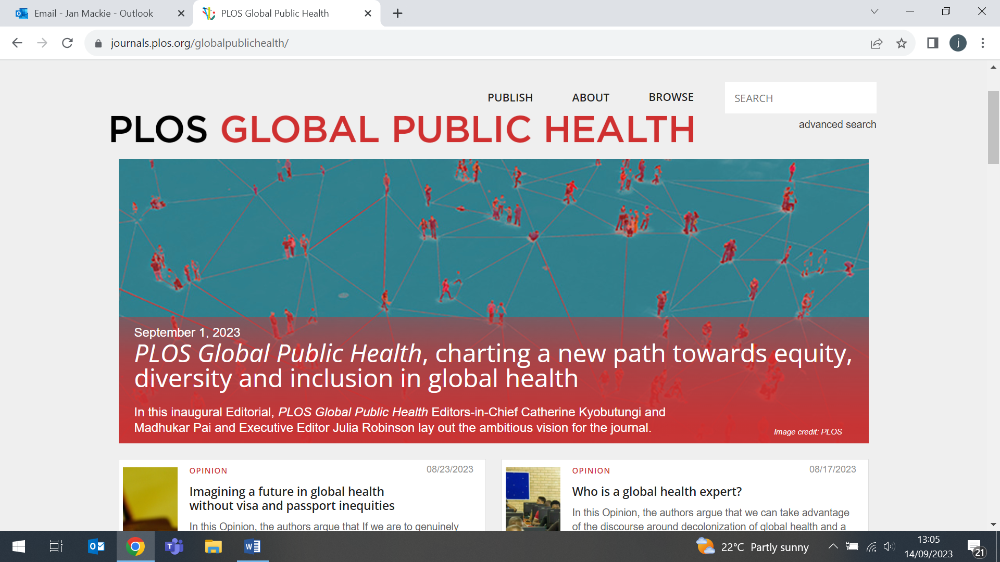 Email - Jan Mackie - Outlook
PLOS Global Public Health
journals.plos.org/globalpublichealth/
j
PUBLISH
ABOUT
BROWSE
SEARCH
PLOS GLOBAL PUBLIC HEALTH
advanced search
September 1, 2023
PLOS Global Public Health, charting a new path towards equity,
diversity and inclusion in global health
In this inaugural Editorial, PLOS Global Public Health Editors-in-Chief Catherine Kyobutungi and
Madhukar Pai and Executive Editor Julia Robinson lay out the ambitious vision for the journal.
Image credit: PLOS
OPINION
08/23/2023
Imagining a future in global health
without visa and passport inequities
In this Opinion, the authors argue that If we are to genuinely
OPINION
08/17/2023
Who is a global health expert?
In this Opinion, the authors argue that we can take advantage
of the discourse around decolonization of global health and a
22°C Partly sunny
13:05
14/09/2023
21